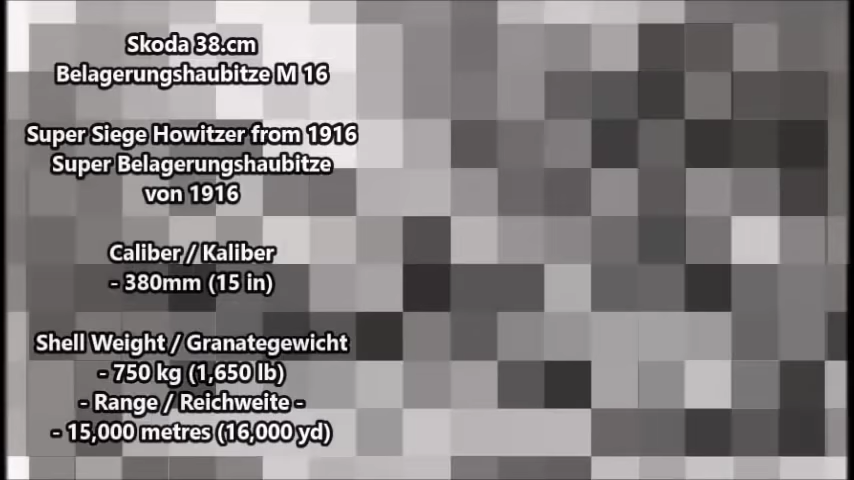 Skoda 38.cm
Belagerungshaubitze M 16
Super Siege Howitzer from 1916
Super Belagerungshaubitze
von 1916
Caliber / Kaliber
- 380mm (15 in)
Shell Weight / Granategewicht
- 750 kg (1,650 lb)
- Range / Reichweite -
- 15,000 metres (16,000 yd)